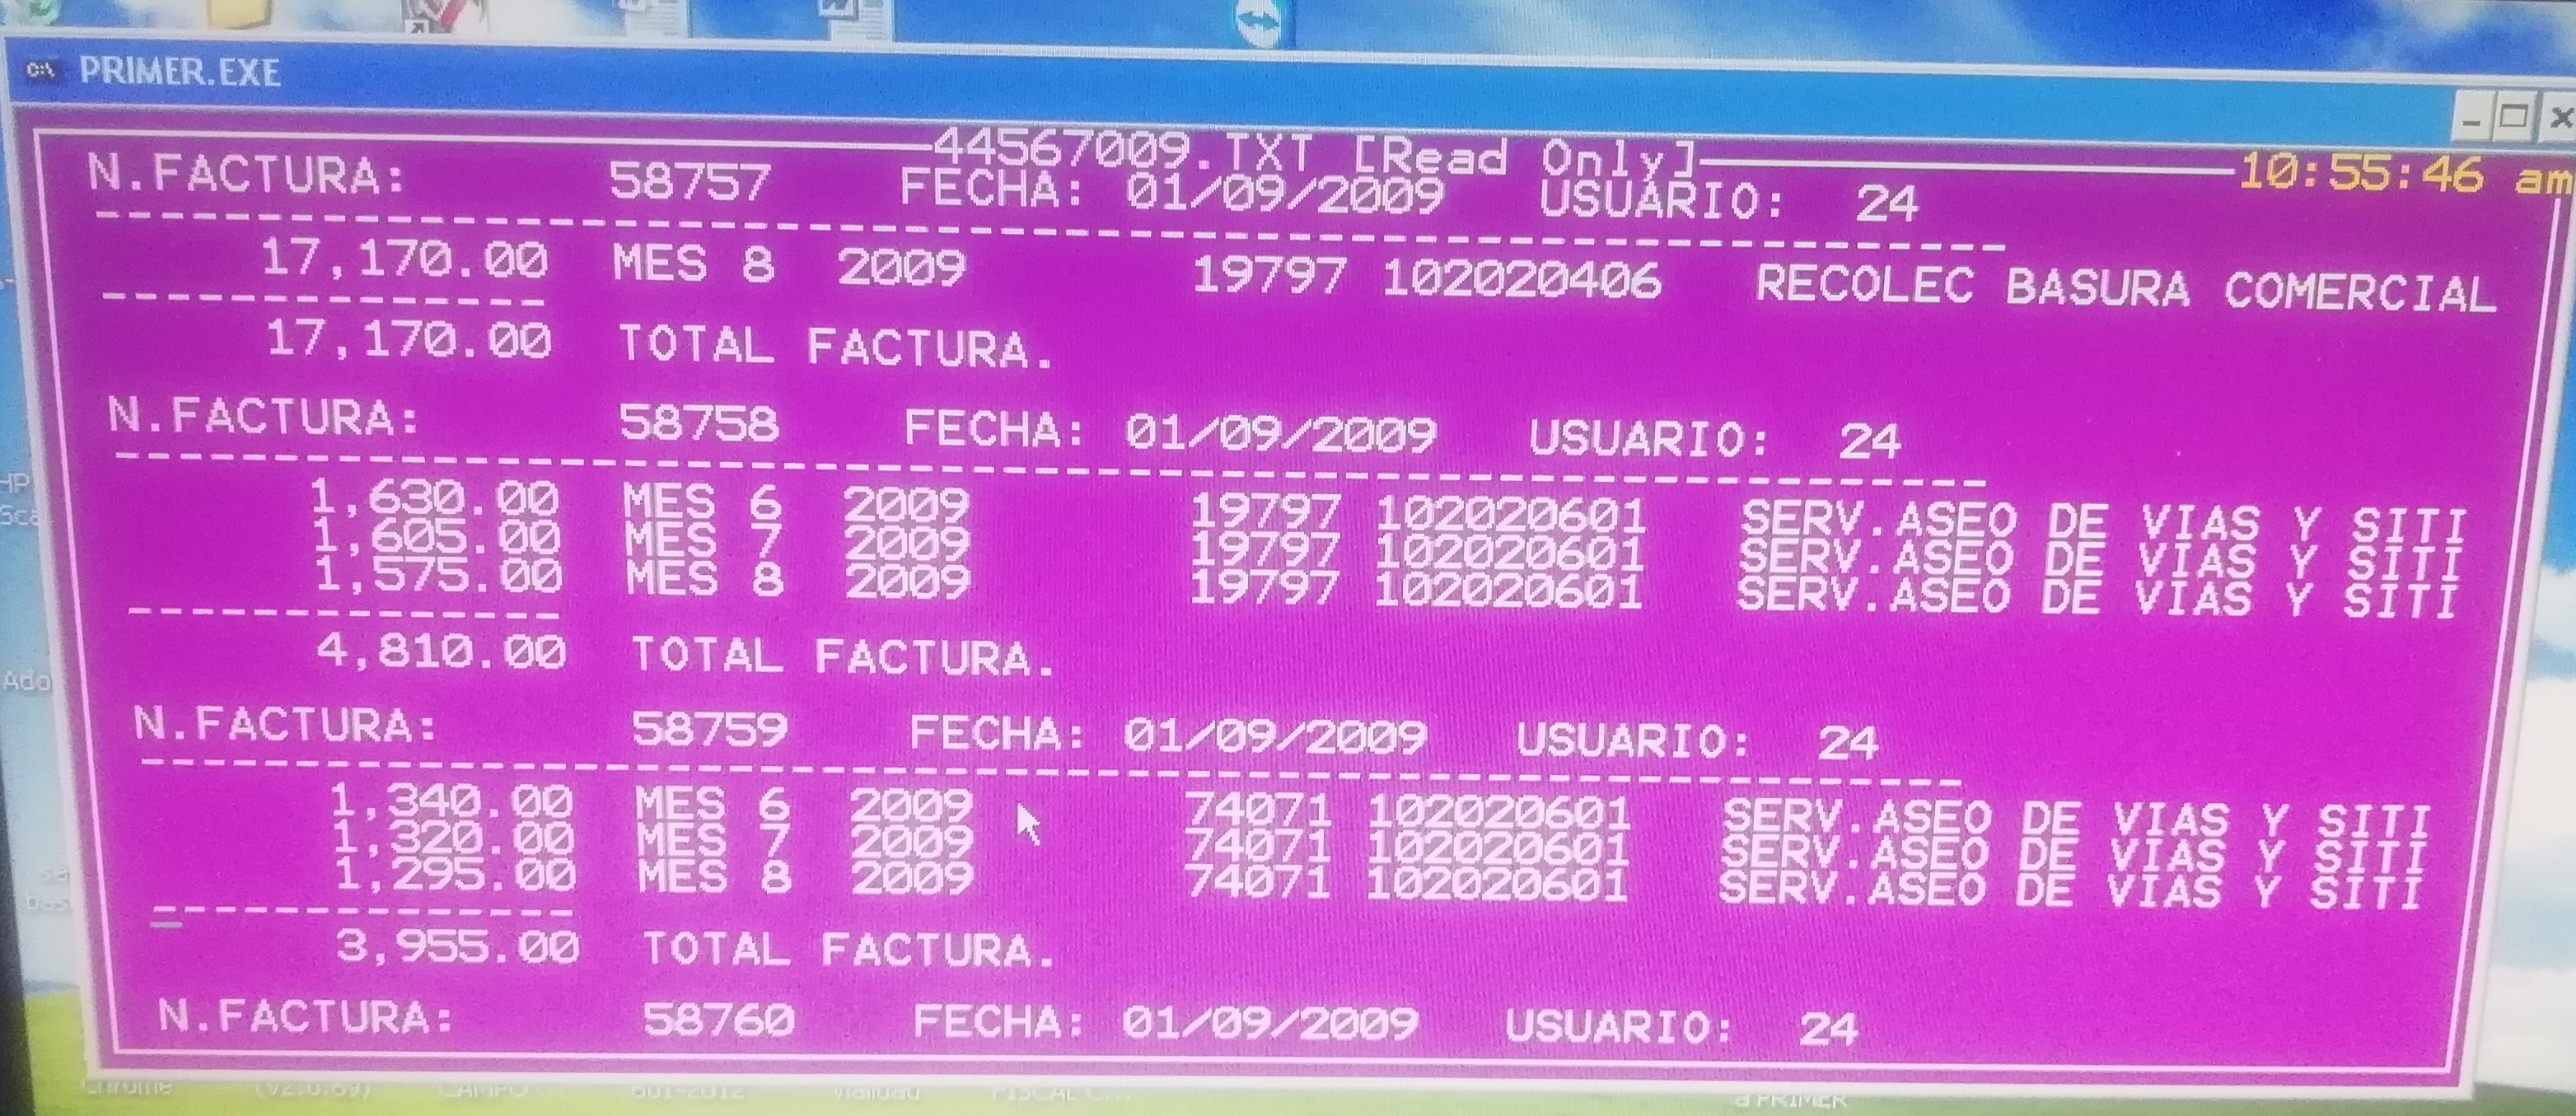 PRIMER.EXE
44567009.TXT [Read Only]
10:55:46 am
N.FACTURA: 58757 FECHA: 01/09/2009 USUARIO: 24
------------------------------------------------------------
17,170.00 MES 8 2009 19797 102020406 RECOLEC BASURA COMERCIAL
--------------
17,170.00 TOTAL FACTURA.
N.FACTURA: 58758 FECHA: 01/09/2009 USUARIO: 24
------------------------------------------------------------
1,630.00 MES 6 2009 19797 102020601 SERV.ASEO DE VIAS Y SITI
1,605.00 MES 7 2009 19797 102020601 SERV.ASEO DE VIAS Y SITI
1,575.00 MES 8 2009 19797 102020601 SERV.ASEO DE VIAS Y SITI
--------------
4,810.00 TOTAL FACTURA.
N.FACTURA: 58759 FECHA: 01/09/2009 USUARIO: 24
------------------------------------------------------------
1,340.00 MES 6 2009 74071 102020601 SERV.ASEO DE VIAS Y SITI
1,320.00 MES 7 2009 74071 102020601 SERV.ASEO DE VIAS Y SITI
1,295.00 MES 8 2009 74071 102020601 SERV.ASEO DE VIAS Y SITI
--------------
3,955.00 TOTAL FACTURA.
N.FACTURA: 58760 FECHA: 01/09/2009 USUARIO: 24
HP
Ado
a PRIMER